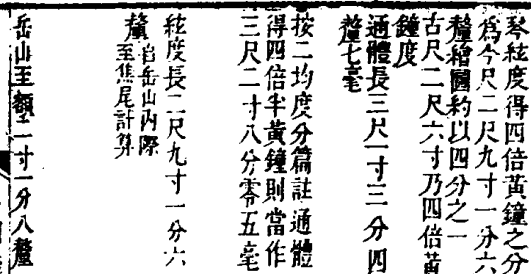 琴絃度得四倍黃鐘之分
爲今尺二尺九寸一分六
釐繪圖約以四分之一
古尺二尺六寸乃四倍黃
鐘度
通體長三尺一寸三分四
釐七毫
按二均度分篇註通體
得四倍半黃鐘則當作
三尺二寸八分零五毫
絃度長二尺九寸一分六
釐自岳山內際
至焦尾計算
岳山至額二寸一分八釐